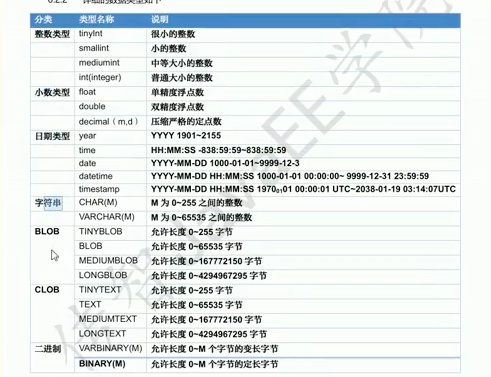 6.2.2 详细的数据类型如下
分类 类型名称 说明
整数类型 tinyInt 很小的整数
smallint 小的整数
mediumint 中等大小的整数
int(integer) 普通大小的整数
小数类型 float 单精度浮点数
double 双精度浮点数
decimal（m,d） 压缩严格的定点数
日期类型 year YYYY 1901~2155
time HH:MM:SS -838:59:59~838:59:59
date YYYY-MM-DD 1000-01-01~9999-12-3
datetime YYYY-MM-DD HH:MM:SS 1000-01-01 00:00:00~ 9999-12-31 23:59:59
timestamp YYYY-MM-DD HH:MM:SS 1970~01 00:00:01 UTC~2038-01-19 03:14:07UTC
字符串 CHAR(M) M 为 0~255 之间的整数
VARCHAR(M) M 为 0~65535 之间的整数
BLOB TINYBLOB 允许长度 0~255 字节
BLOB 允许长度 0~65535 字节
MEDIUMBLOB 允许长度 0~167772150 字节
LONGBLOB 允许长度 0~4294967295 字节
CLOB TINYTEXT 允许长度 0~255 字节
TEXT 允许长度 0~65535 字节
MEDIUMTEXT 允许长度 0~167772150 字节
LONGTEXT 允许长度 0~4294967295 字节
二进制 VARBINARY(M) 允许长度 0~M 个字节的变长字节
BINARY(M) 允许长度 0~M 个字节的定长字节